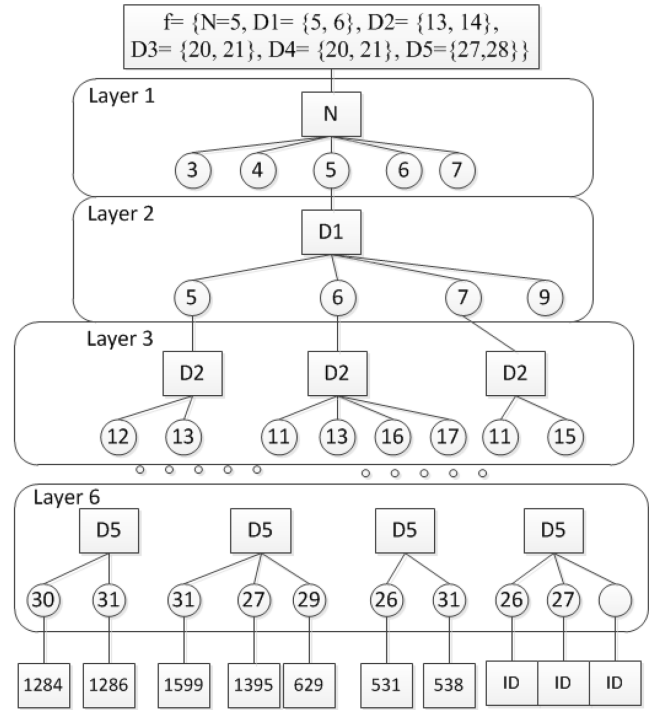 f= {N=5, D1= {5, 6}, D2= {13, 14},
D3= {20, 21}, D4= {20, 21}, D5={27,28}}
Layer 1
N
3 4 5 6 7
Layer 2
D1
5 6 7 9
Layer 3
D2 D2 D2
12 13 11 13 16 17 11 15
Layer 6
D5 D5 D5 D5
30 31 31 27 29 26 31 26 27
1284 1286 1599 1395 629 531 538 ID ID ID